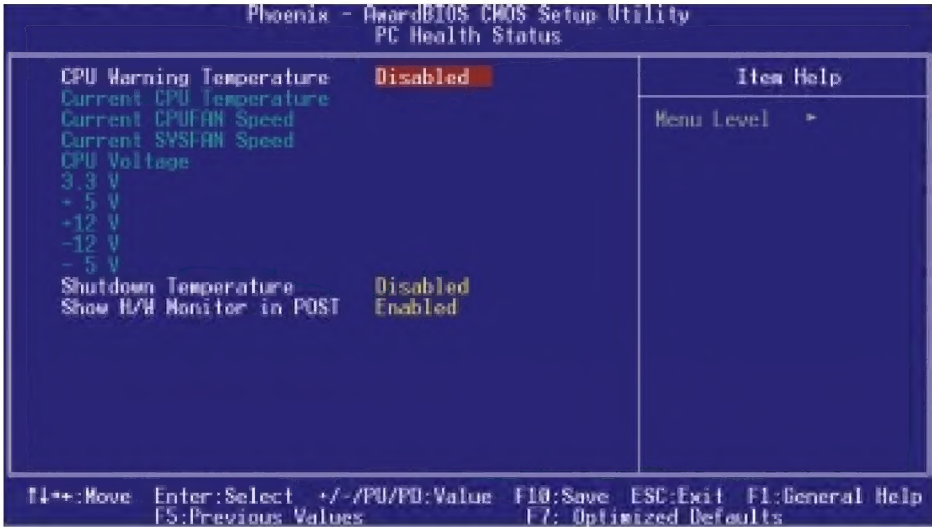 Phoenix - AwardBIOS CMOS Setup Utility
PC Health Status
CPU Warning Temperature Disabled
Current CPU Temperature
Current CPUFAN Speed
Current SYSFAN Speed
CPU Voltage
3.3 V
+ 5 V
+12 V
-12 V
- 5 V
Shutdown Temperature Disabled
Show H/W Monitor in POST Enabled
Item Help
Menu Level ►
↑↓→←:Move Enter:Select +/-/PU/PD:Value F10:Save ESC:Exit F1:General Help
F5:Previous Values F7: Optimized Defaults